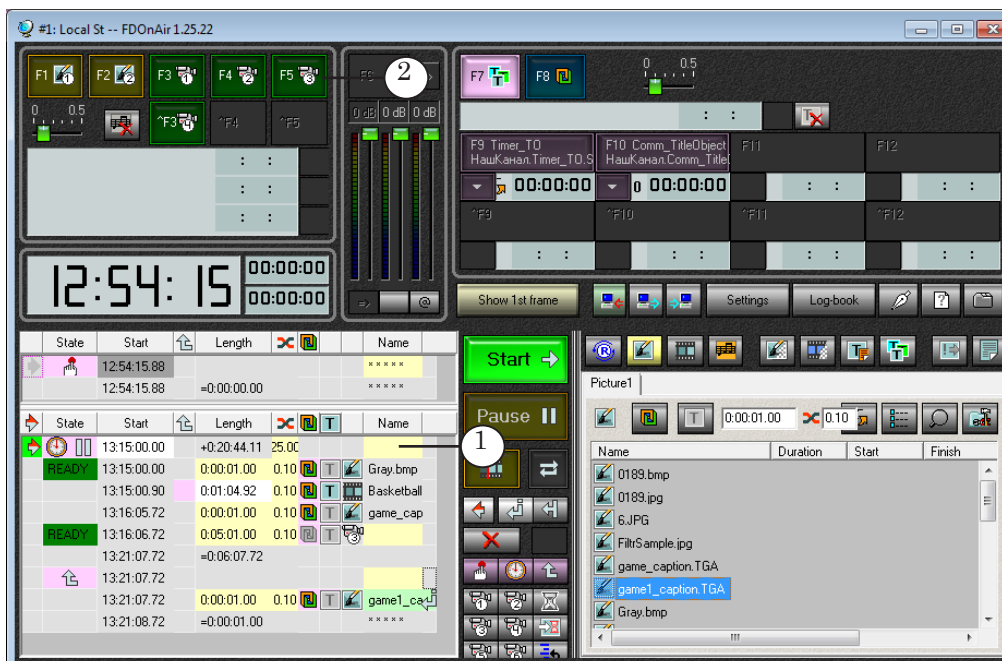 #1: Local St -- FDOnAir 1.25.22
F1 1 F2 2 F3 1 F4 2 F5 3
2
0 0.5
^F3 4 ^F4 ^F5
0 dB 0 dB 0 dB
: :
: :
: :
12:54: 15
00:00:00
00:00:00
=> @
F7 T F8
0 0.5
: :
F9 Timer_TO
НашКанал.Timer_TO.S
F10 Comm_TitleObject
НашКанал.Comm_Title
F11
F12
00:00:00 0 00:00:00 : : : :
^F9 ^F10 ^F11 ^F12
: : : : : : : :
Show 1st frame Settings Log-book ?
State Start Length Name
12:54:15.88 *****
12:54:15.88 =0:00:00.00 *****
Start
Pause
1
State Start Length T Name
13:15:00.00 +0:20:44.11 25.00
READY 13:15:00.00 0:00:01.00 0.10 T Gray.bmp
13:15:00.90 0:01:04.92 0.10 T Basketball
13:16:05.72 0:00:01.00 0.10 T game_cap
READY 13:16:06.72 0:05:01.00 0.10 T 3
13:21:07.72 =0:06:07.72
13:21:07.72
13:21:07.72 0:00:01.00 0.10 T game1_ca
13:21:08.72 =0:00:01.00 *****
Picture1
T 0:00:01.00 0.10 edit
Name Duration Start Finish
0189.bmp
0189.jpg
6.JPG
FiltrSample.jpg
game_caption.TGA
game1_caption.TGA
Gray.bmp